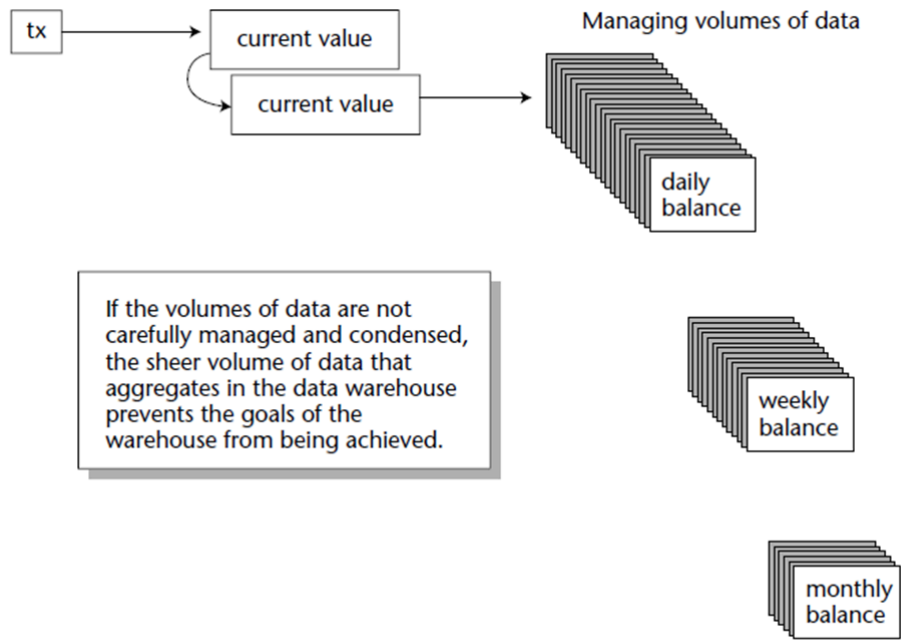 tx
current value
current value
Managing volumes of data
daily
balance
If the volumes of data are not
carefully managed and condensed,
the sheer volume of data that
aggregates in the data warehouse
prevents the goals of the
warehouse from being achieved.
weekly
balance
monthly
balance